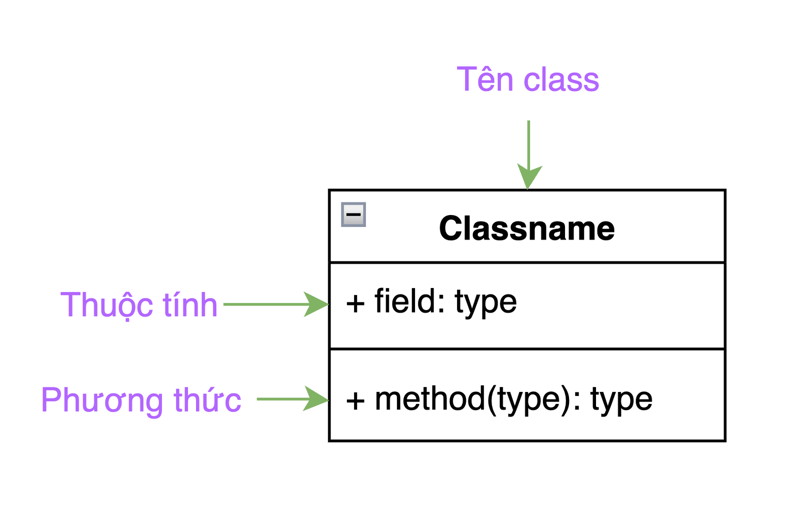 Tên class
Classname
Thuộc tính
+ field: type
Phương thức
+ method(type): type